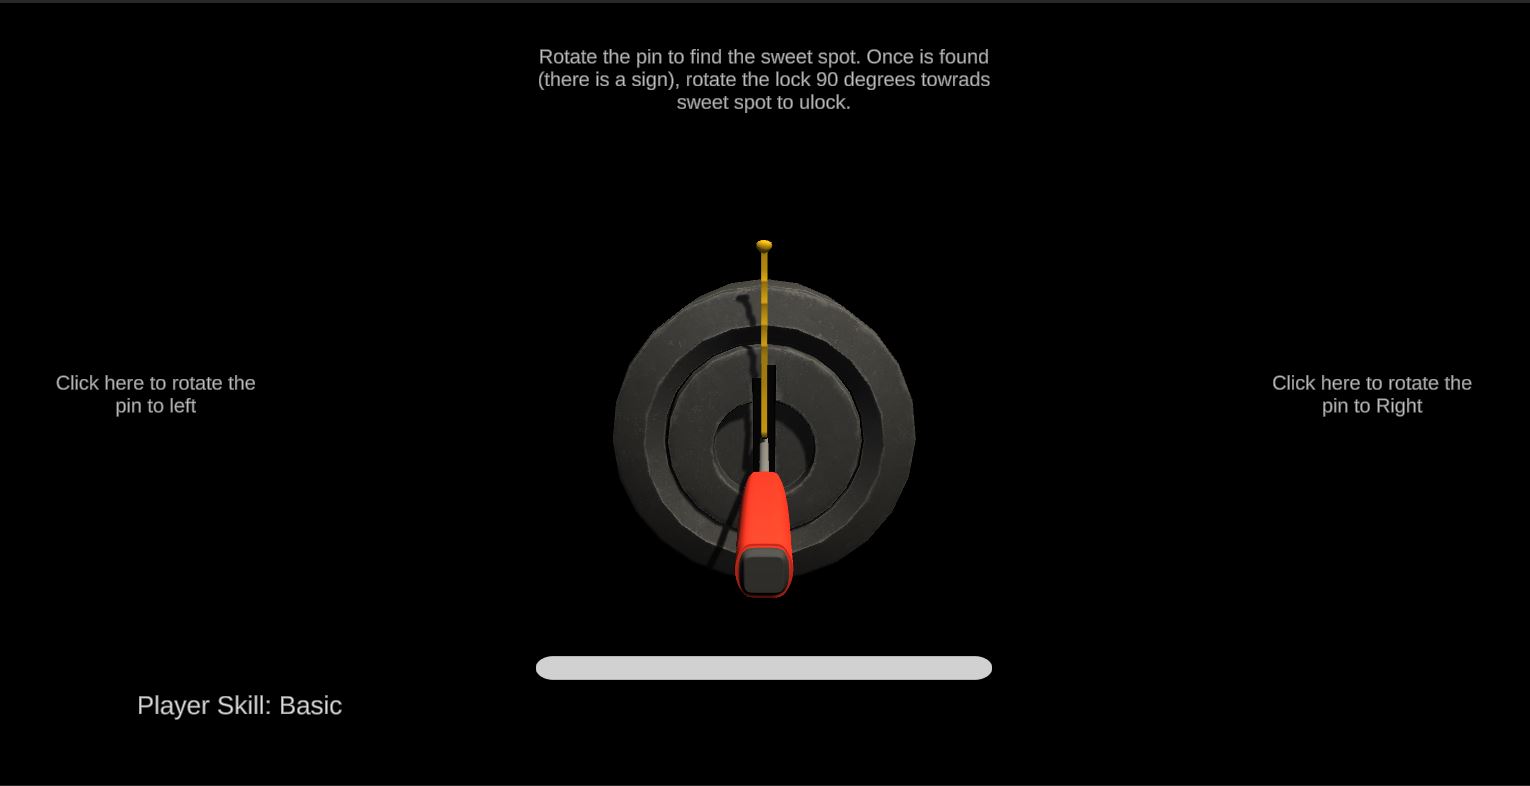 Rotate the pin to find the sweet spot. Once is found
(there is a sign), rotate the lock 90 degrees towrads
sweet spot to ulock.
Click here to rotate the
pin to left
Click here to rotate the
pin to Right
Player Skill: Basic